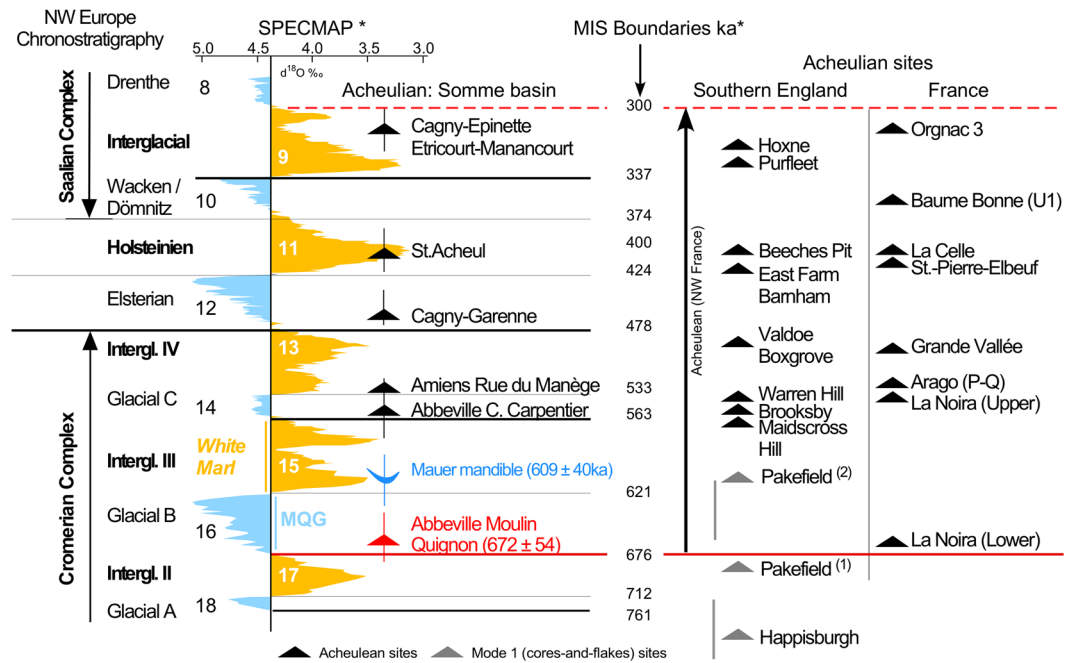 NW Europe
Chronostratigraphy
SPECMAP *
MIS Boundaries ka*
5.0 4.4 4.0 3.5 3.0
d18O ‰
Acheulian sites
Southern England
France
Saalian Complex
Drenthe
8
Acheulian: Somme basin
300
Interglacial
9
Cagny-Epinette
Etricourt-Manancourt
Orgnac 3
Hoxne
Purfleet
337
Wacken /
Dömnitz
10
374
Baume Bonne (U1)
Holsteinien
11
St.Acheul
400
424
Beeches Pit
East Farm
Barnham
La Celle
St.-Pierre-Elbeuf
Elsterian
12
Cagny-Garenne
478
Acheulean (NW France)
Cromerian Complex
Intergl. IV
13
Valdoe
Boxgrove
Grande Vallée
Amiens Rue du Manège
533
Arago (P-Q)
Glacial C
14
Abbeville C. Carpentier
563
Warren Hill
Brooksby
Maidscross
Hill
La Noira (Upper)
White
Marl
Intergl. III
15
Mauer mandible (609 ± 40ka)
Pakefield (2)
621
Glacial B
16
MQG
Abbeville Moulin
Quignon (672 ± 54)
La Noira (Lower)
676
Intergl. II
17
Pakefield (1)
712
Glacial A
18
761
Happisburgh
Acheulean sites
Mode 1 (cores-and-flakes) sites